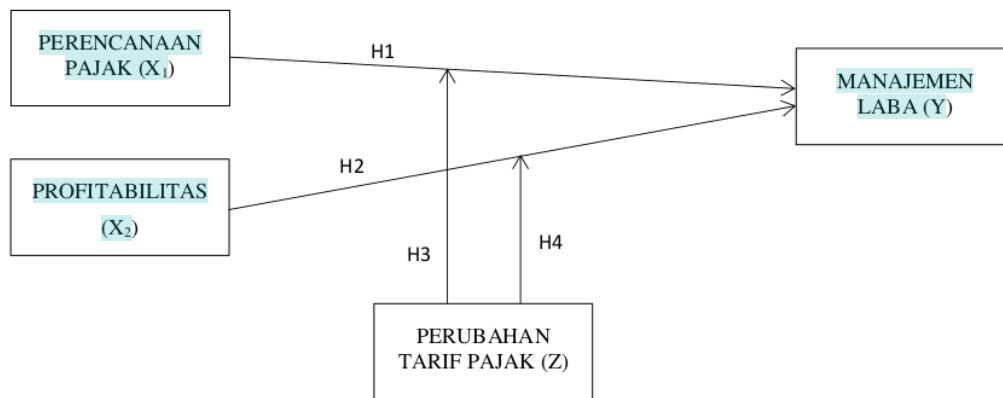 PERENCANAAN
PAJAK (X₁)
H1
MANAJEMEN
LABA (Y)
PROFITABILITAS
(X₂)
H2
H3
H4
PERUBAHAN
TARIF PAJAK (Z)